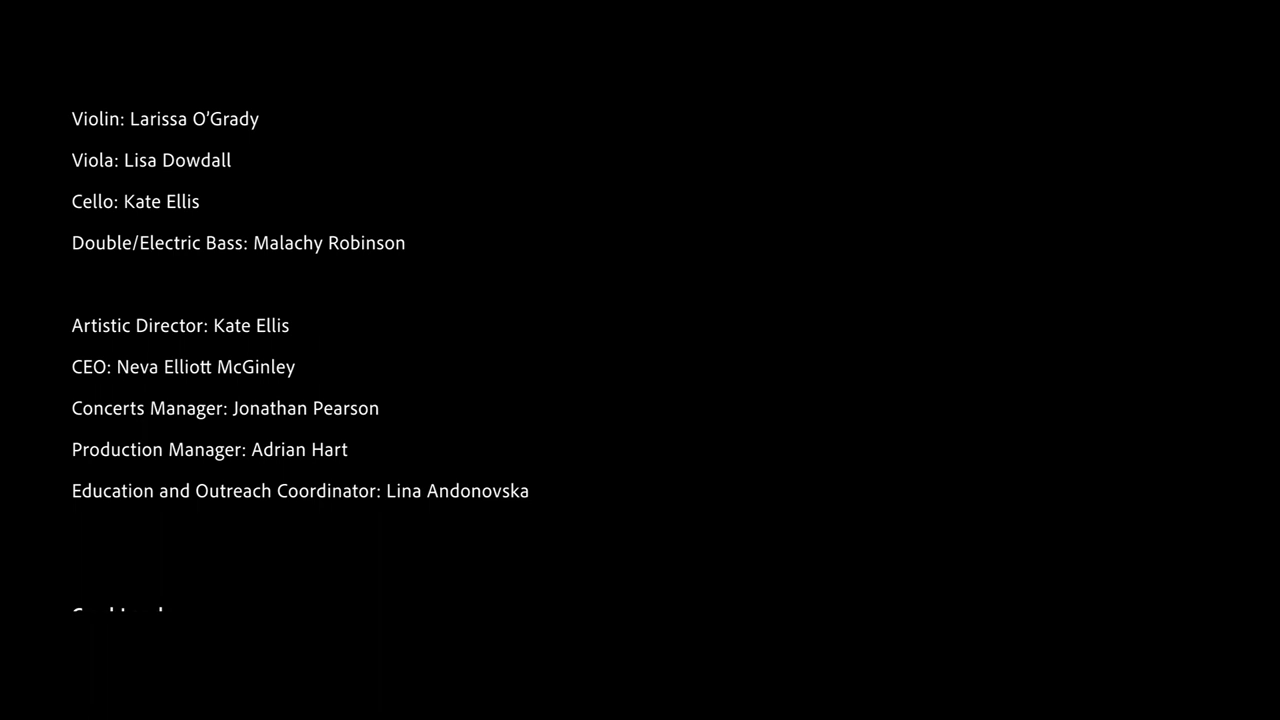 Violin: Larissa O’Grady
Viola: Lisa Dowdall
Cello: Kate Ellis
Double/Electric Bass: Malachy Robinson
Artistic Director: Kate Ellis
CEO: Neva Elliott McGinley
Concerts Manager: Jonathan Pearson
Production Manager: Adrian Hart
Education and Outreach Coordinator: Lina Andonovska